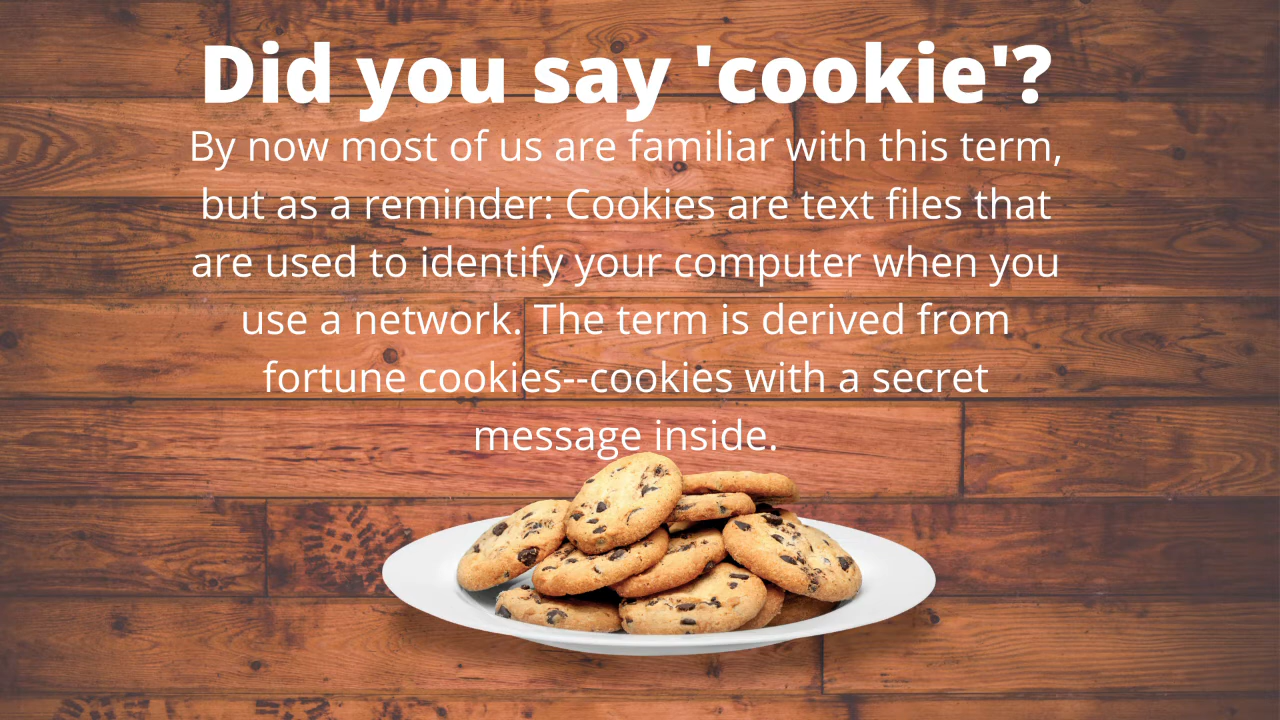 Did you say 'cookie'?
By now most of us are familiar with this term,
but as a reminder: Cookies are text files that
are used to identify your computer when you
use a network. The term is derived from
fortune cookies--cookies with a secret
message inside.